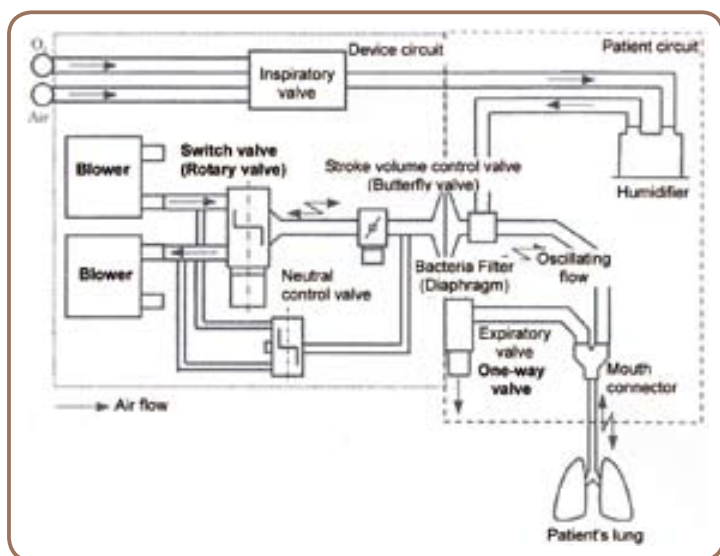 O₂
Air
Device circuit
Patient circuit
Inspiratory
valve
Switch valve
(Rotary valve)
Stroke volume control valve
(Butterfly valve)
Humidifier
Blower
Blower
Neutral
control valve
Bacteria Filter
(Diaphragm)
Oscillating
flow
Expiratory
valve
One-way
valve
Mouth
connector
Air flow
Patient's lung